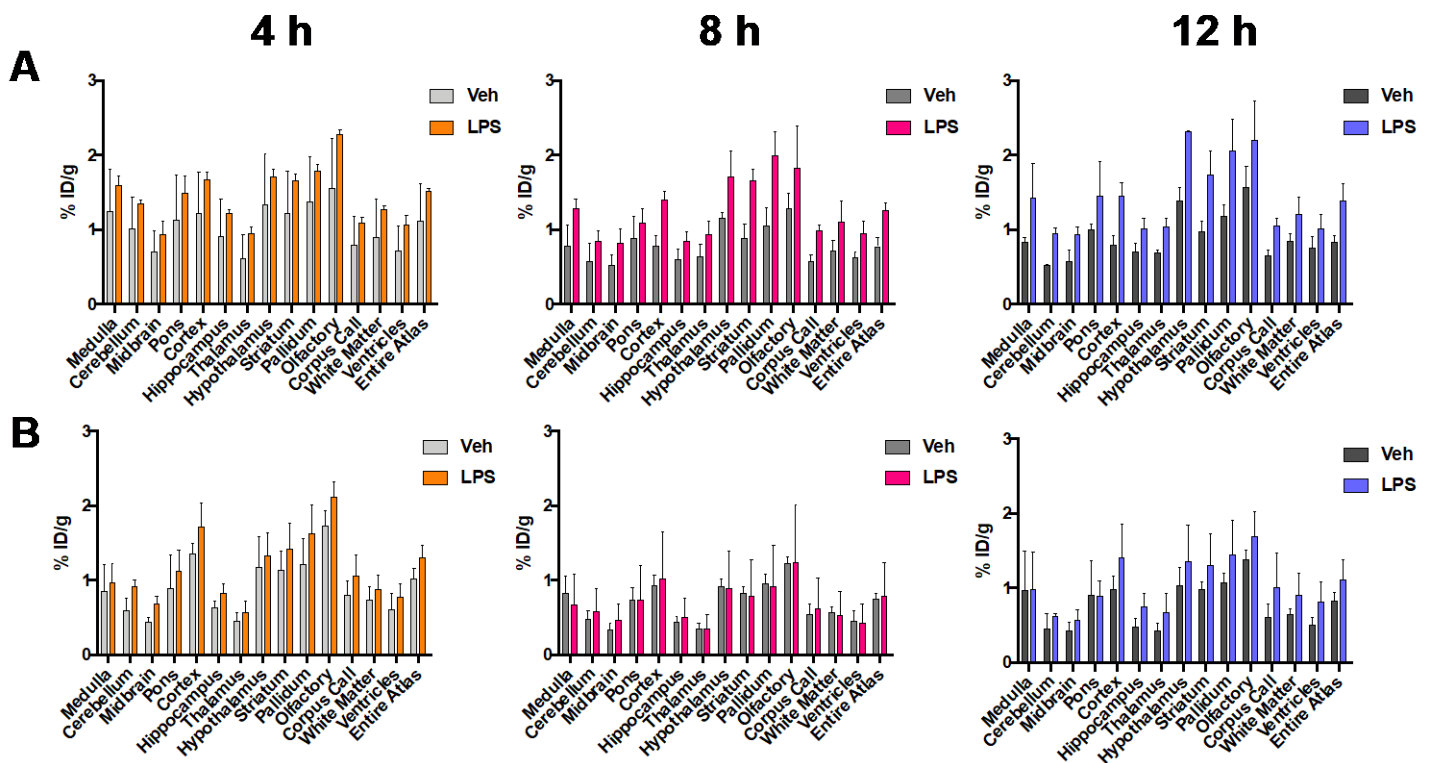 4 h 8 h 12 h
A
% ID/g
3
2
1
0
Veh
LPS
Medulla
Cerebellum
Midbrain
Pons
Cortex
Hippocampus
Thalamus
Hypothalamus
Striatum
Pallidum
Olfactory
Corpus Call
White Matter
Ventricles
Entire Atlas
% ID/g
3
2
1
0
Veh
LPS
Medulla
Cerebellum
Midbrain
Pons
Cortex
Hippocampus
Thalamus
Hypothalamus
Striatum
Pallidum
Olfactory
Corpus Call
White Matter
Ventricles
Entire Atlas
% ID/g
3
2
1
0
Veh
LPS
Medulla
Cerebellum
Midbrain
Pons
Cortex
Hippocampus
Thalamus
Hypothalamus
Striatum
Pallidum
Olfactory
Corpus Call
White Matter
Ventricles
Entire Atlas
B
% ID/g
3
2
1
0
Veh
LPS
Medulla
Cerebellum
Midbrain
Pons
Cortex
Hippocampus
Thalamus
Hypothalamus
Striatum
Pallidum
Olfactory
Corpus Call
White Matter
Ventricles
Entire Atlas
% ID/g
3
2
1
0
Veh
LPS
Medulla
Cerebellum
Midbrain
Pons
Cortex
Hippocampus
Thalamus
Hypothalamus
Striatum
Pallidum
Olfactory
Corpus Call
White Matter
Ventricles
Entire Atlas
% ID/g
3
2
1
0
Veh
LPS
Medulla
Cerebellum
Midbrain
Pons
Cortex
Hippocampus
Thalamus
Hypothalamus
Striatum
Pallidum
Olfactory
Corpus Call
White Matter
Ventricles
Entire Atlas